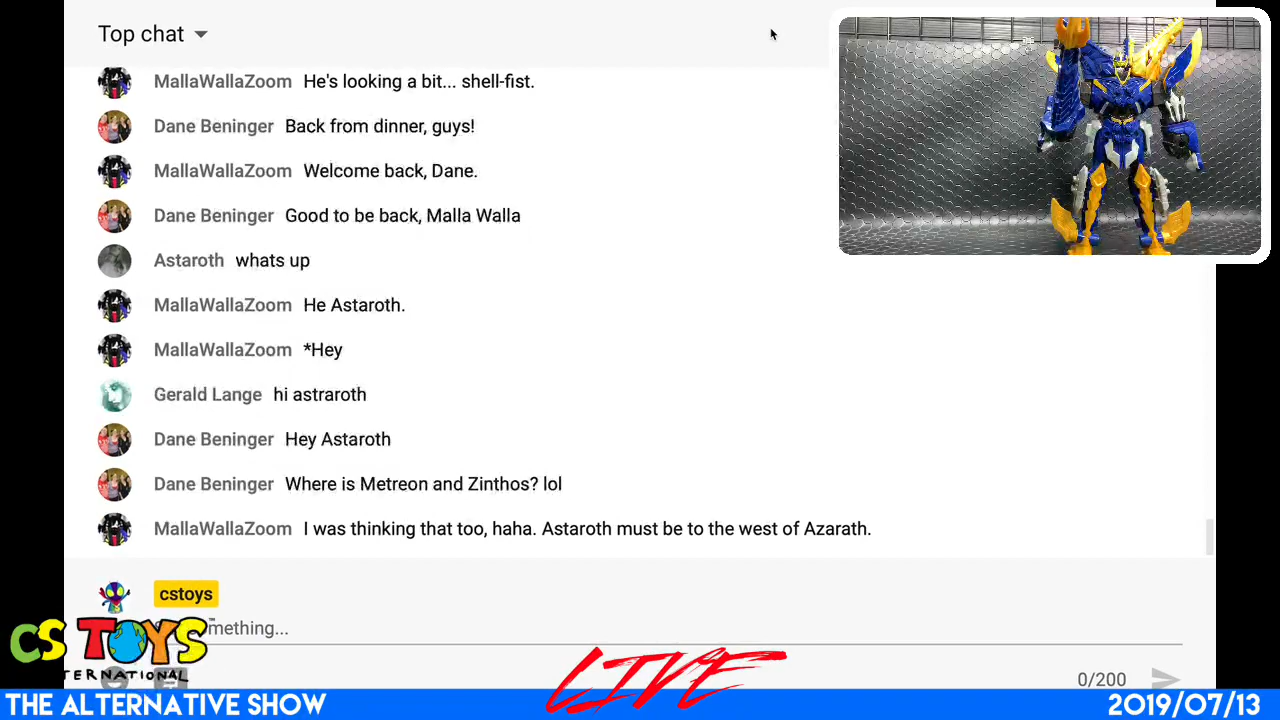 Top chat
MallaWallaZoom He's looking a bit... shell-fist.
Dane Beninger Back from dinner, guys!
MallaWallaZoom Welcome back, Dane.
Dane Beninger Good to be back, Malla Walla
Astaroth whats up
MallaWallaZoom He Astaroth.
MallaWallaZoom *Hey
Gerald Lange hi astraroth
Dane Beninger Hey Astaroth
Dane Beninger Where is Metreon and Zinthos? lol
MallaWallaZoom I was thinking that too, haha. Astaroth must be to the west of Azarath.
cstoys
mething...
CS TOYS
TERNATIONAL
LIVE
0/200
THE ALTERNATIVE SHOW
2019/07/13